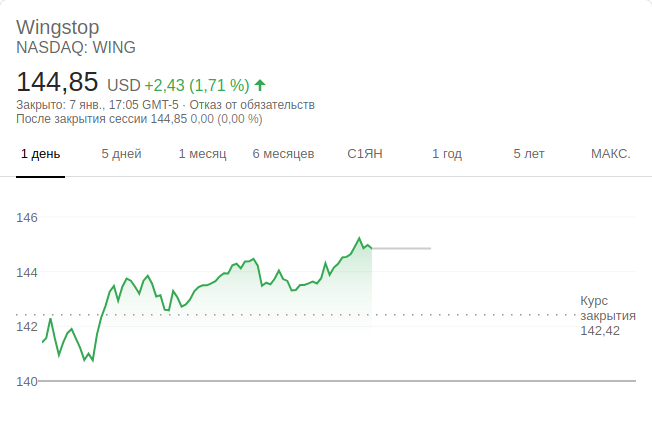 Wingstop
NASDAQ: WING
144,85 USD +2,43 (1,71 %)
Закрыто: 7 янв., 17:05 GMT-5 · Отказ от обязательств
После закрытия сессии 144,85 0,00 (0,00 %)
1 день 5 дней 1 месяц 6 месяцев С1ЯН 1 год 5 лет МАКС.
146
144
Курс
закрытия
142,42
142
140